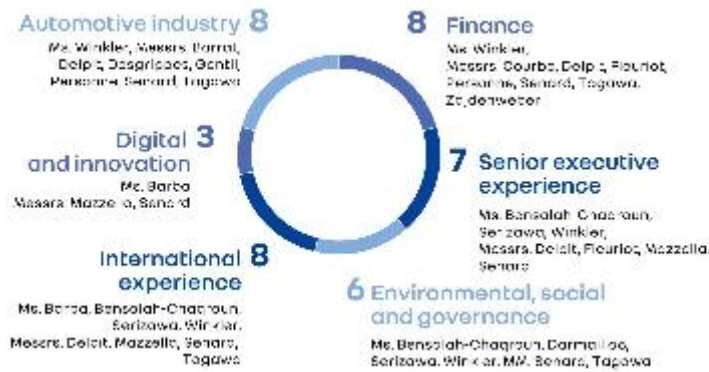 Automotive industry 8
Ms. Winkler, Messrs. Barrat,
Delpit, Desgrippes, Gentil,
Personne, Senard, Tagawa
8 Finance
Ms. Winkler,
Messrs. Courbe, Delpit, Fleuriot,
Personne, Senard, Tagawa,
Zajdenweber
Digital 3
and innovation
Ms. Barba
Messrs. Mazzella, Senard
7 Senior executive
experience
Ms. Bensalah-Chaqroun,
Serizawa, Winkler,
Messrs. Delpit, Fleuriot, Mazzella,
Senard
International 8
experience
Ms. Barba, Bensalah-Chaqroun,
Serizawa, Winkler,
Messrs. Delpit, Mazzella, Senard,
Tagawa
6 Environmental, social
and governance
Ms. Bensalah-Chaqroun, Darmaillac,
Serizawa, Winkler, MM. Senard, Tagawa